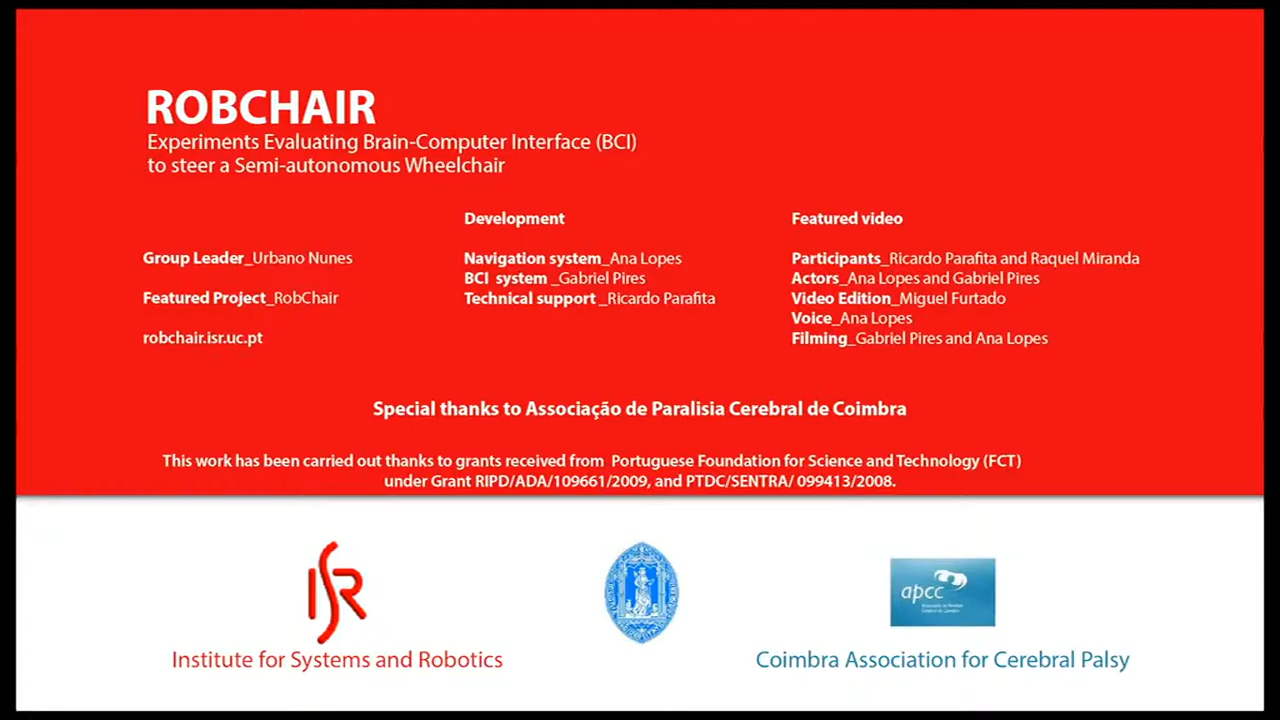 ROBCHAIR
Experiments Evaluating Brain-Computer Interface (BCI)
to steer a Semi-autonomous Wheelchair
Group Leader_Urbano Nunes
Featured Project_RobChair
robchair.isr.uc.pt
Development
Navigation system_Ana Lopes
BCI system _Gabriel Pires
Technical support _Ricardo Parafita
Featured video
Participants_Ricardo Parafita and Raquel Miranda
Actors_Ana Lopes and Gabriel Pires
Video Edition_Miguel Furtado
Voice_Ana Lopes
Filming_Gabriel Pires and Ana Lopes
Special thanks to Associação de Paralisia Cerebral de Coimbra
This work has been carried out thanks to grants received from Portuguese Foundation for Science and Technology (FCT)
under Grant RIPD/ADA/109661/2009, and PTDC/SENTRA/ 099413/2008.
ISR
Institute for Systems and Robotics
apcc
Coimbra Association for Cerebral Palsy